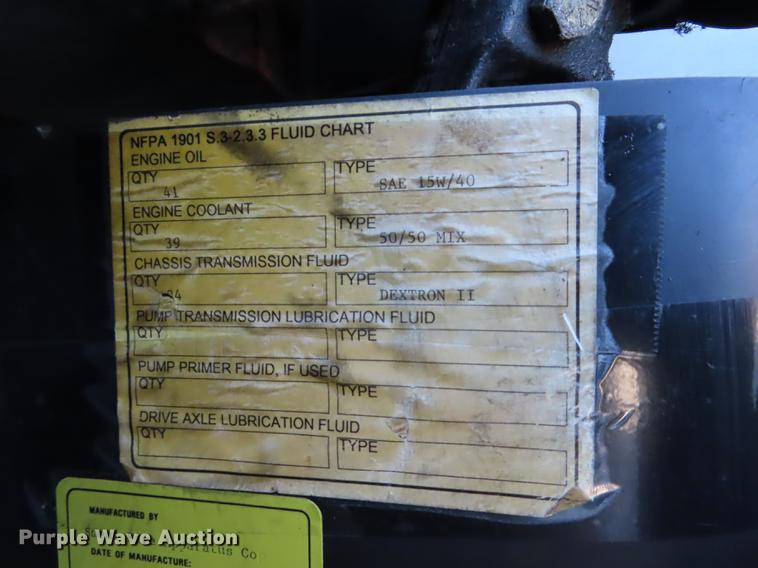 NFPA 1901 S.3-2.3.3 FLUID CHART
ENGINE OIL
QTY 41 TYPE SAE 15W/40
ENGINE COOLANT
QTY 39 TYPE 50/50 MIX
CHASSIS TRANSMISSION FLUID
QTY TYPE DEXTRON II
PUMP TRANSMISSION LUBRICATION FLUID
QTY TYPE
PUMP PRIMER FLUID, IF USED
QTY TYPE
DRIVE AXLE LUBRICATION FLUID
QTY TYPE
MANUFACTURED BY
Apparatus Co
DATE OF MANUFACTURE:
Purple Wave Auction